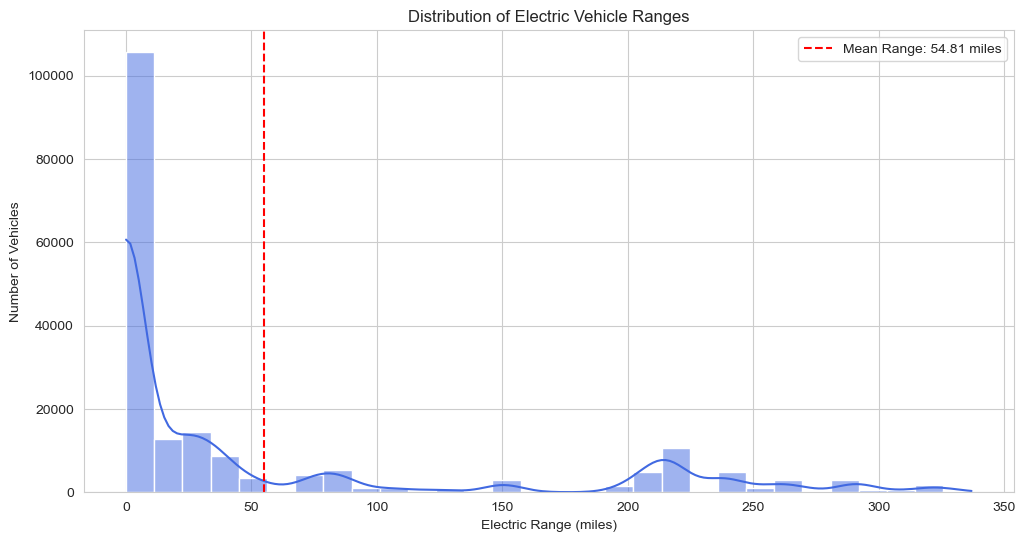 Distribution of Electric Vehicle Ranges
Mean Range: 54.81 miles
Number of Vehicles
100000
80000
60000
40000
20000
0
0 50 100 150 200 250 300 350
Electric Range (miles)